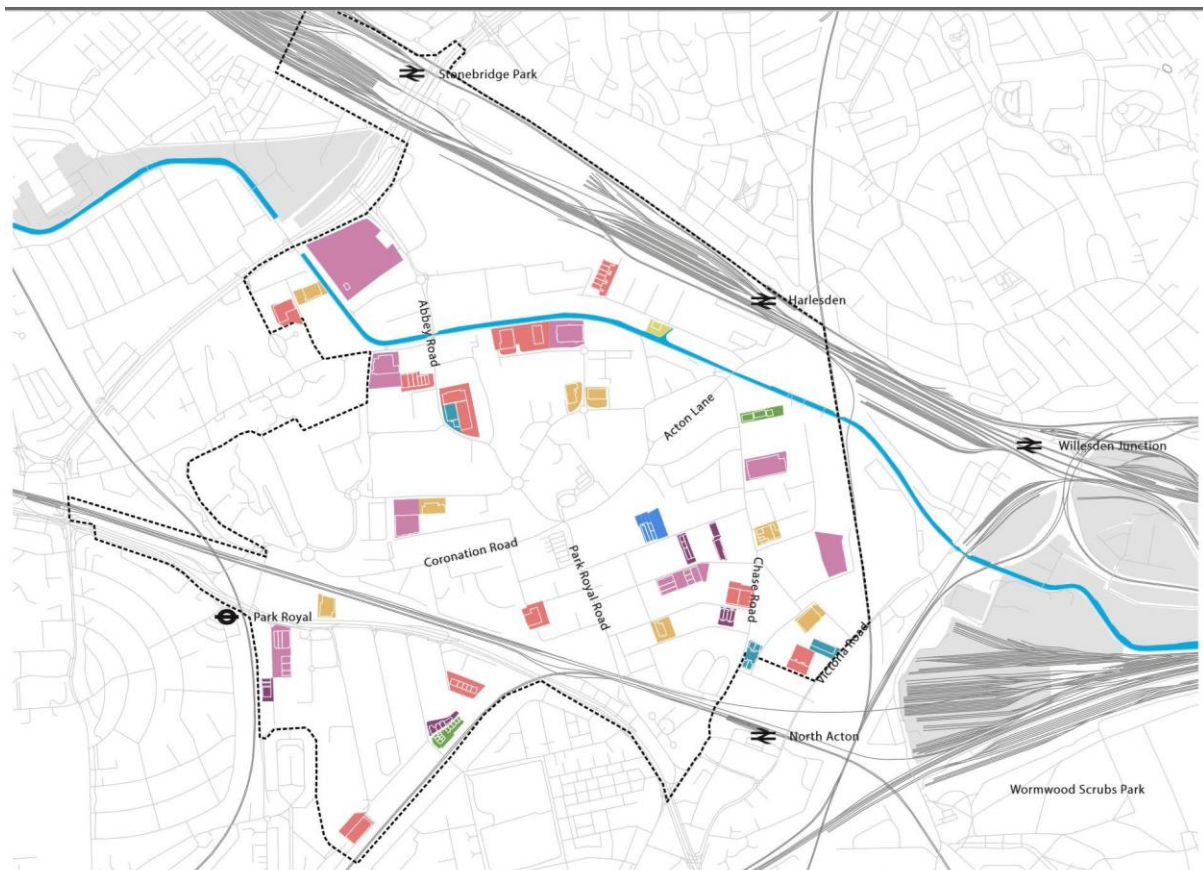 Stonebridge Park
Harlesden
Abbey Road
Acton Lane
Willesden Junction
Coronation Road
Park Royal Road
Chase Road
Park Royal
Victoria Road
North Acton
Wormwood Scrubs Park